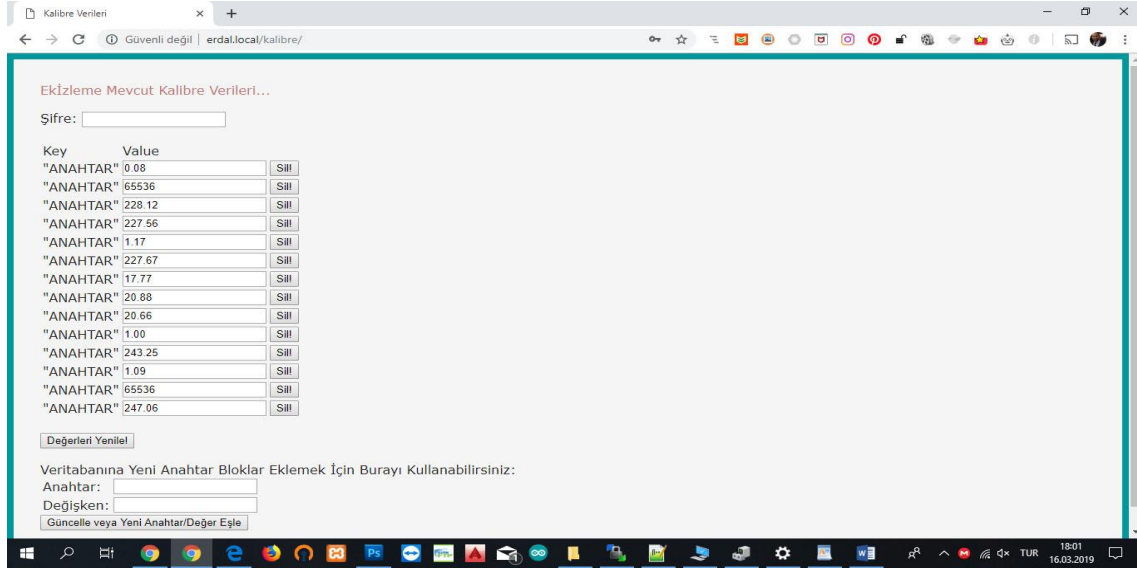 Kalibre Verileri
Güvenli değil | erdal.local/kalibre/
Ekİzleme Mevcut Kalibre Verileri...
Şifre:
Key Value
"ANAHTAR" 0.08 Sil!
"ANAHTAR" 65536 Sil!
"ANAHTAR" 228.12 Sil!
"ANAHTAR" 227.56 Sil!
"ANAHTAR" 1.17 Sil!
"ANAHTAR" 227.67 Sil!
"ANAHTAR" 17.77 Sil!
"ANAHTAR" 20.88 Sil!
"ANAHTAR" 20.66 Sil!
"ANAHTAR" 1.00 Sil!
"ANAHTAR" 243.25 Sil!
"ANAHTAR" 1.09 Sil!
"ANAHTAR" 65536 Sil!
"ANAHTAR" 247.06 Sil!
Değerleri Yenile!
Veritabanına Yeni Anahtar Bloklar Eklemek İçin Burayı Kullanabilirsiniz:
Anahtar:
Değişken:
Güncelle veya Yeni Anahtar/Değer Eşle
Ps
TUR
18:01
16.03.2019